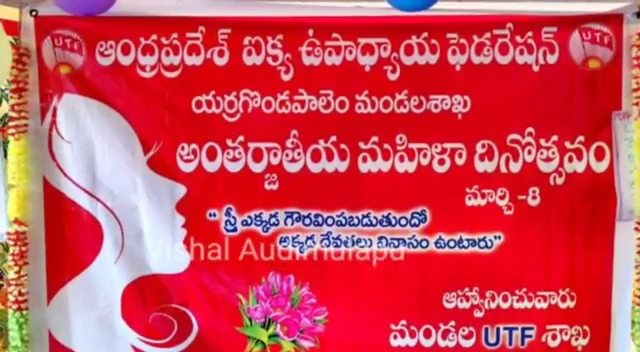 UTF UTF
ఆంధ్రప్రదేశ్ ఐక్య ఉపాధ్యాయ ఫెడరేషన్
యర్రగొండపాలెం మండలశాఖ
అంతర్జాతీయ మహిళా దినోత్సవం
మార్చి -8
“ స్త్రీ ఎక్కడ గౌరవింపబడుతుందో
అక్కడ దేవతలు నివాసం ఉంటారు”
Vishal Audimulapu
ఆహ్వానించువారు
మండల UTF శాఖ